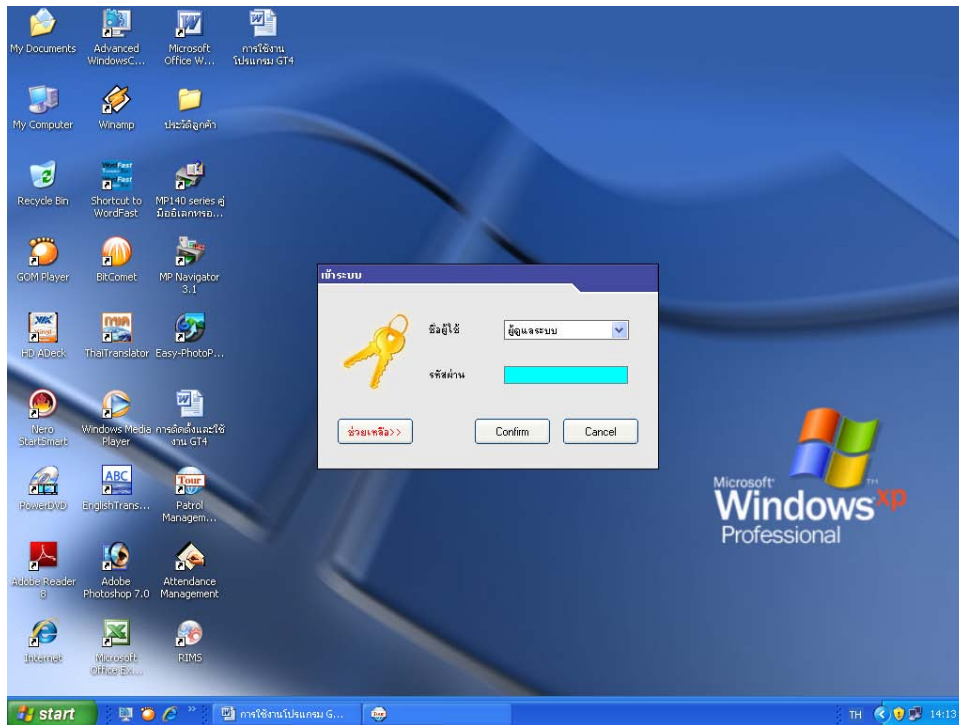 My Documents
Advanced
WindowsC...
Microsoft
Office W...
การใช้งาน
โปรแกรม GT4
My Computer
Winamp
ประวัติลูกค้า
Recycle Bin
Shortcut to
WordFast
MP140 series คู่
มืออิเลกทรอ...
GOM Player
BitComet
MP Navigator
3.1
HD ADeck
ThaiTranslator
Easy-PhotoP...
Nero
StartSmart
Windows Media
Player
การติดตั้งและใช้
งาน GT4
PowerDVD
ABC
EnglishTrans...
Tour
Patrol
Managem...
Adobe Reader
8
Adobe
Photoshop 7.0
Attendance
Management
Internet
Microsoft
Office Ex...
RIMS
เข้าระบบ
ชื่อผู้ใช้
ผู้ดูแลระบบ
รหัสผ่าน
ช่วยเหลือ>>
Confirm
Cancel
Microsoft
Windows xp
TM
Professional
start
การใช้งานโปรแกรม G...
TH
14:13